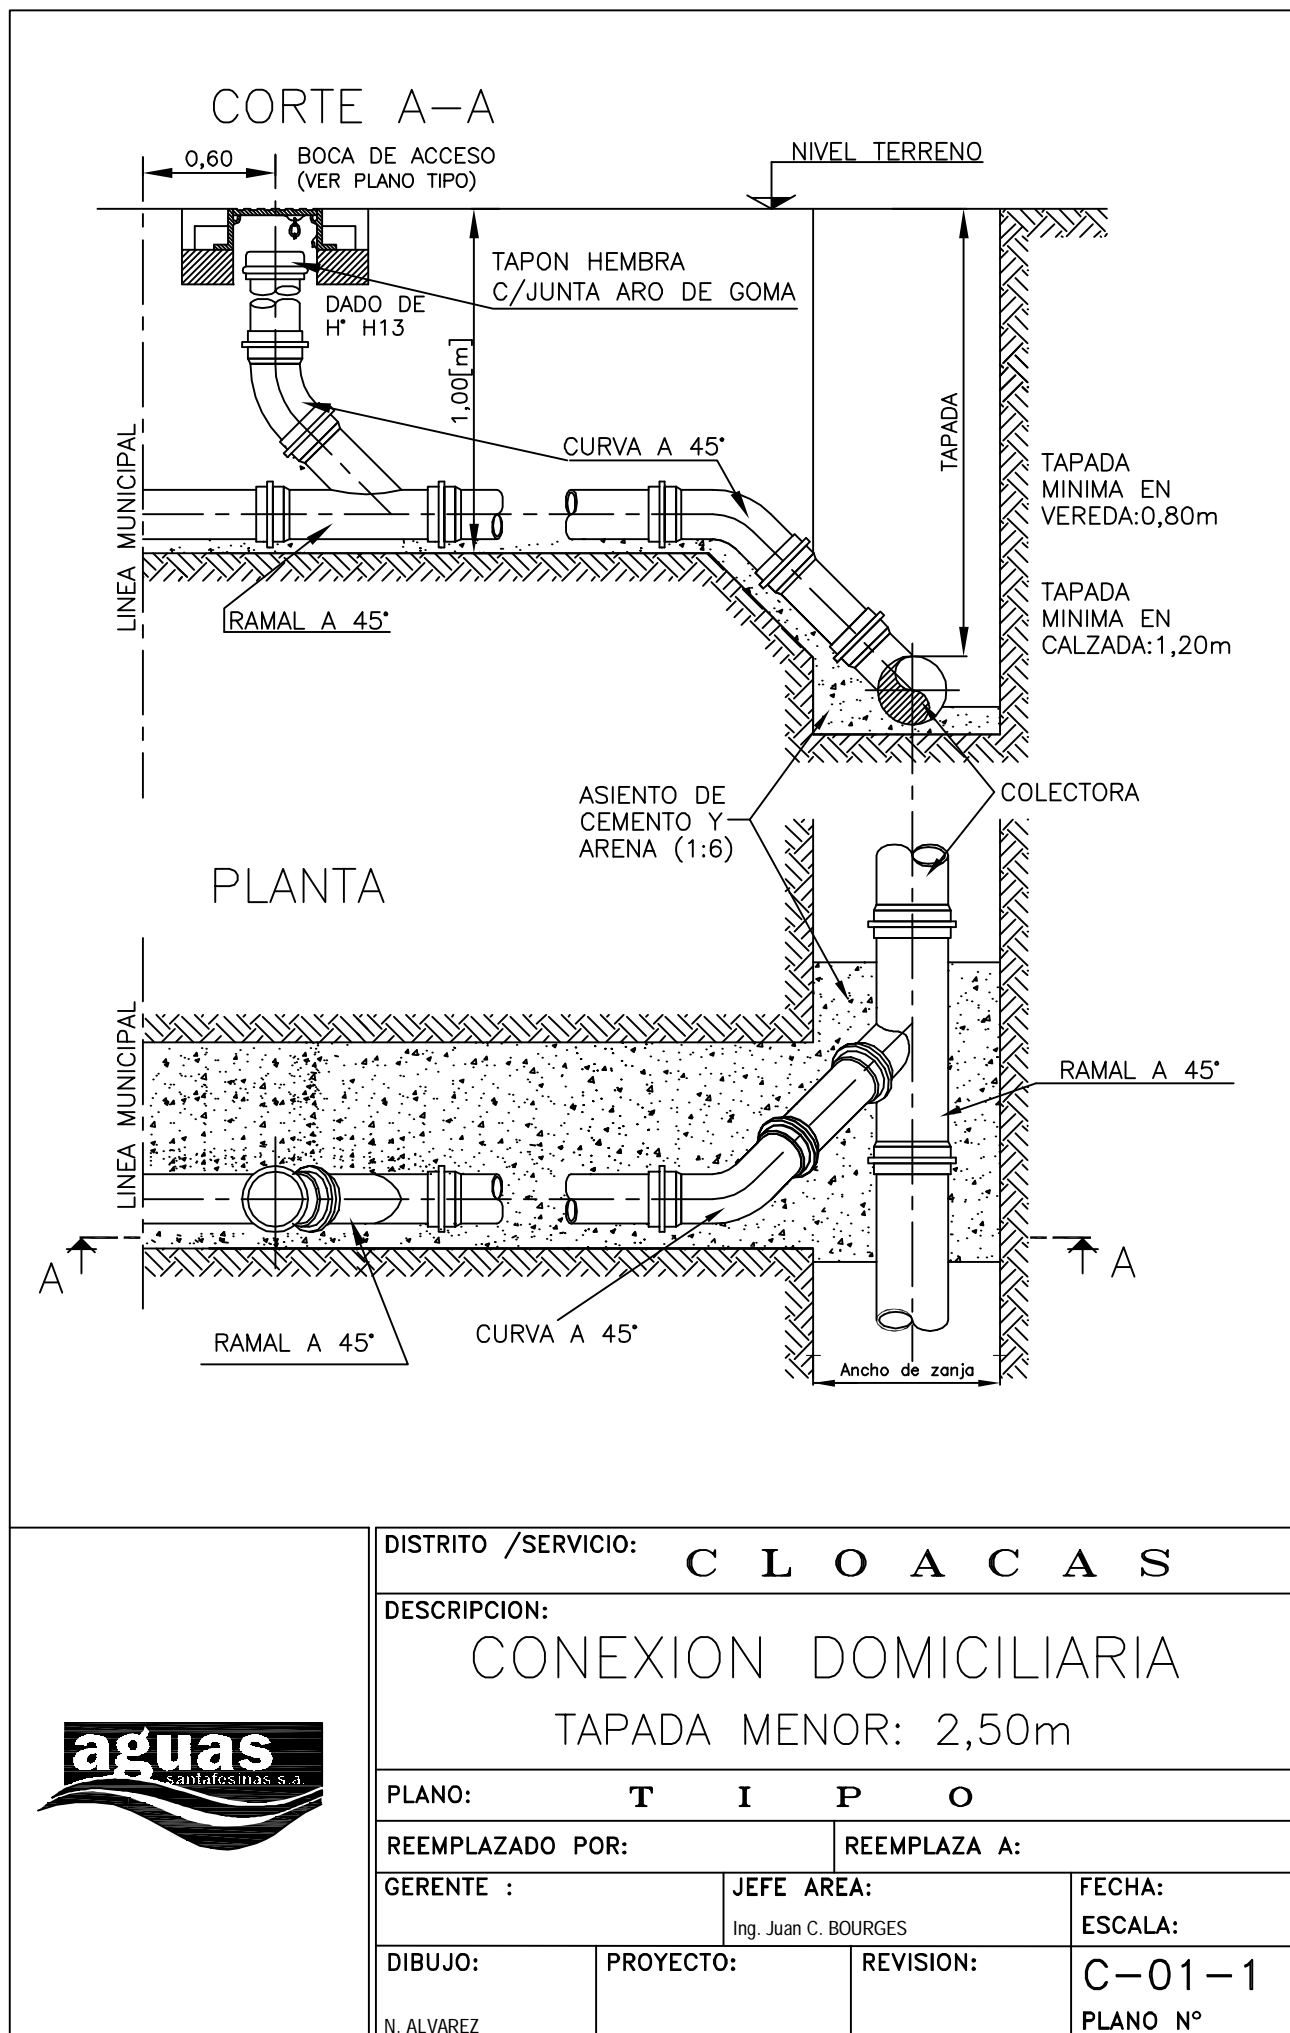 CORTE A-A
0,60
BOCA DE ACCESO
(VER PLANO TIPO)
NIVEL TERRENO
TAPON HEMBRA
C/JUNTA ARO DE GOMA
DADO DE
H° H13
1,00[m]
TAPADA
CURVA A 45°
LINEA MUNICIPAL
TAPADA
MINIMA EN
VEREDA:0,80m
TAPADA
MINIMA EN
CALZADA:1,20m
RAMAL A 45°
ASIENTO DE
CEMENTO Y
ARENA (1:6)
COLECTORA
PLANTA
LINEA MUNICIPAL
RAMAL A 45°
A
A
RAMAL A 45°
CURVA A 45°
Ancho de zanja
DISTRITO /SERVICIO:
CLOACAS
DESCRIPCION:
CONEXION DOMICILIARIA
TAPADA MENOR: 2,50m
aguas
santafesinas s.a.
PLANO:
TIPO
REEMPLAZADO POR:
REEMPLAZA A:
GERENTE :
JEFE AREA:
Ing. Juan C. BOURGES
FECHA:
ESCALA:
DIBUJO:
N. ALVAREZ
PROYECTO:
REVISION:
C-01-1
PLANO Nº